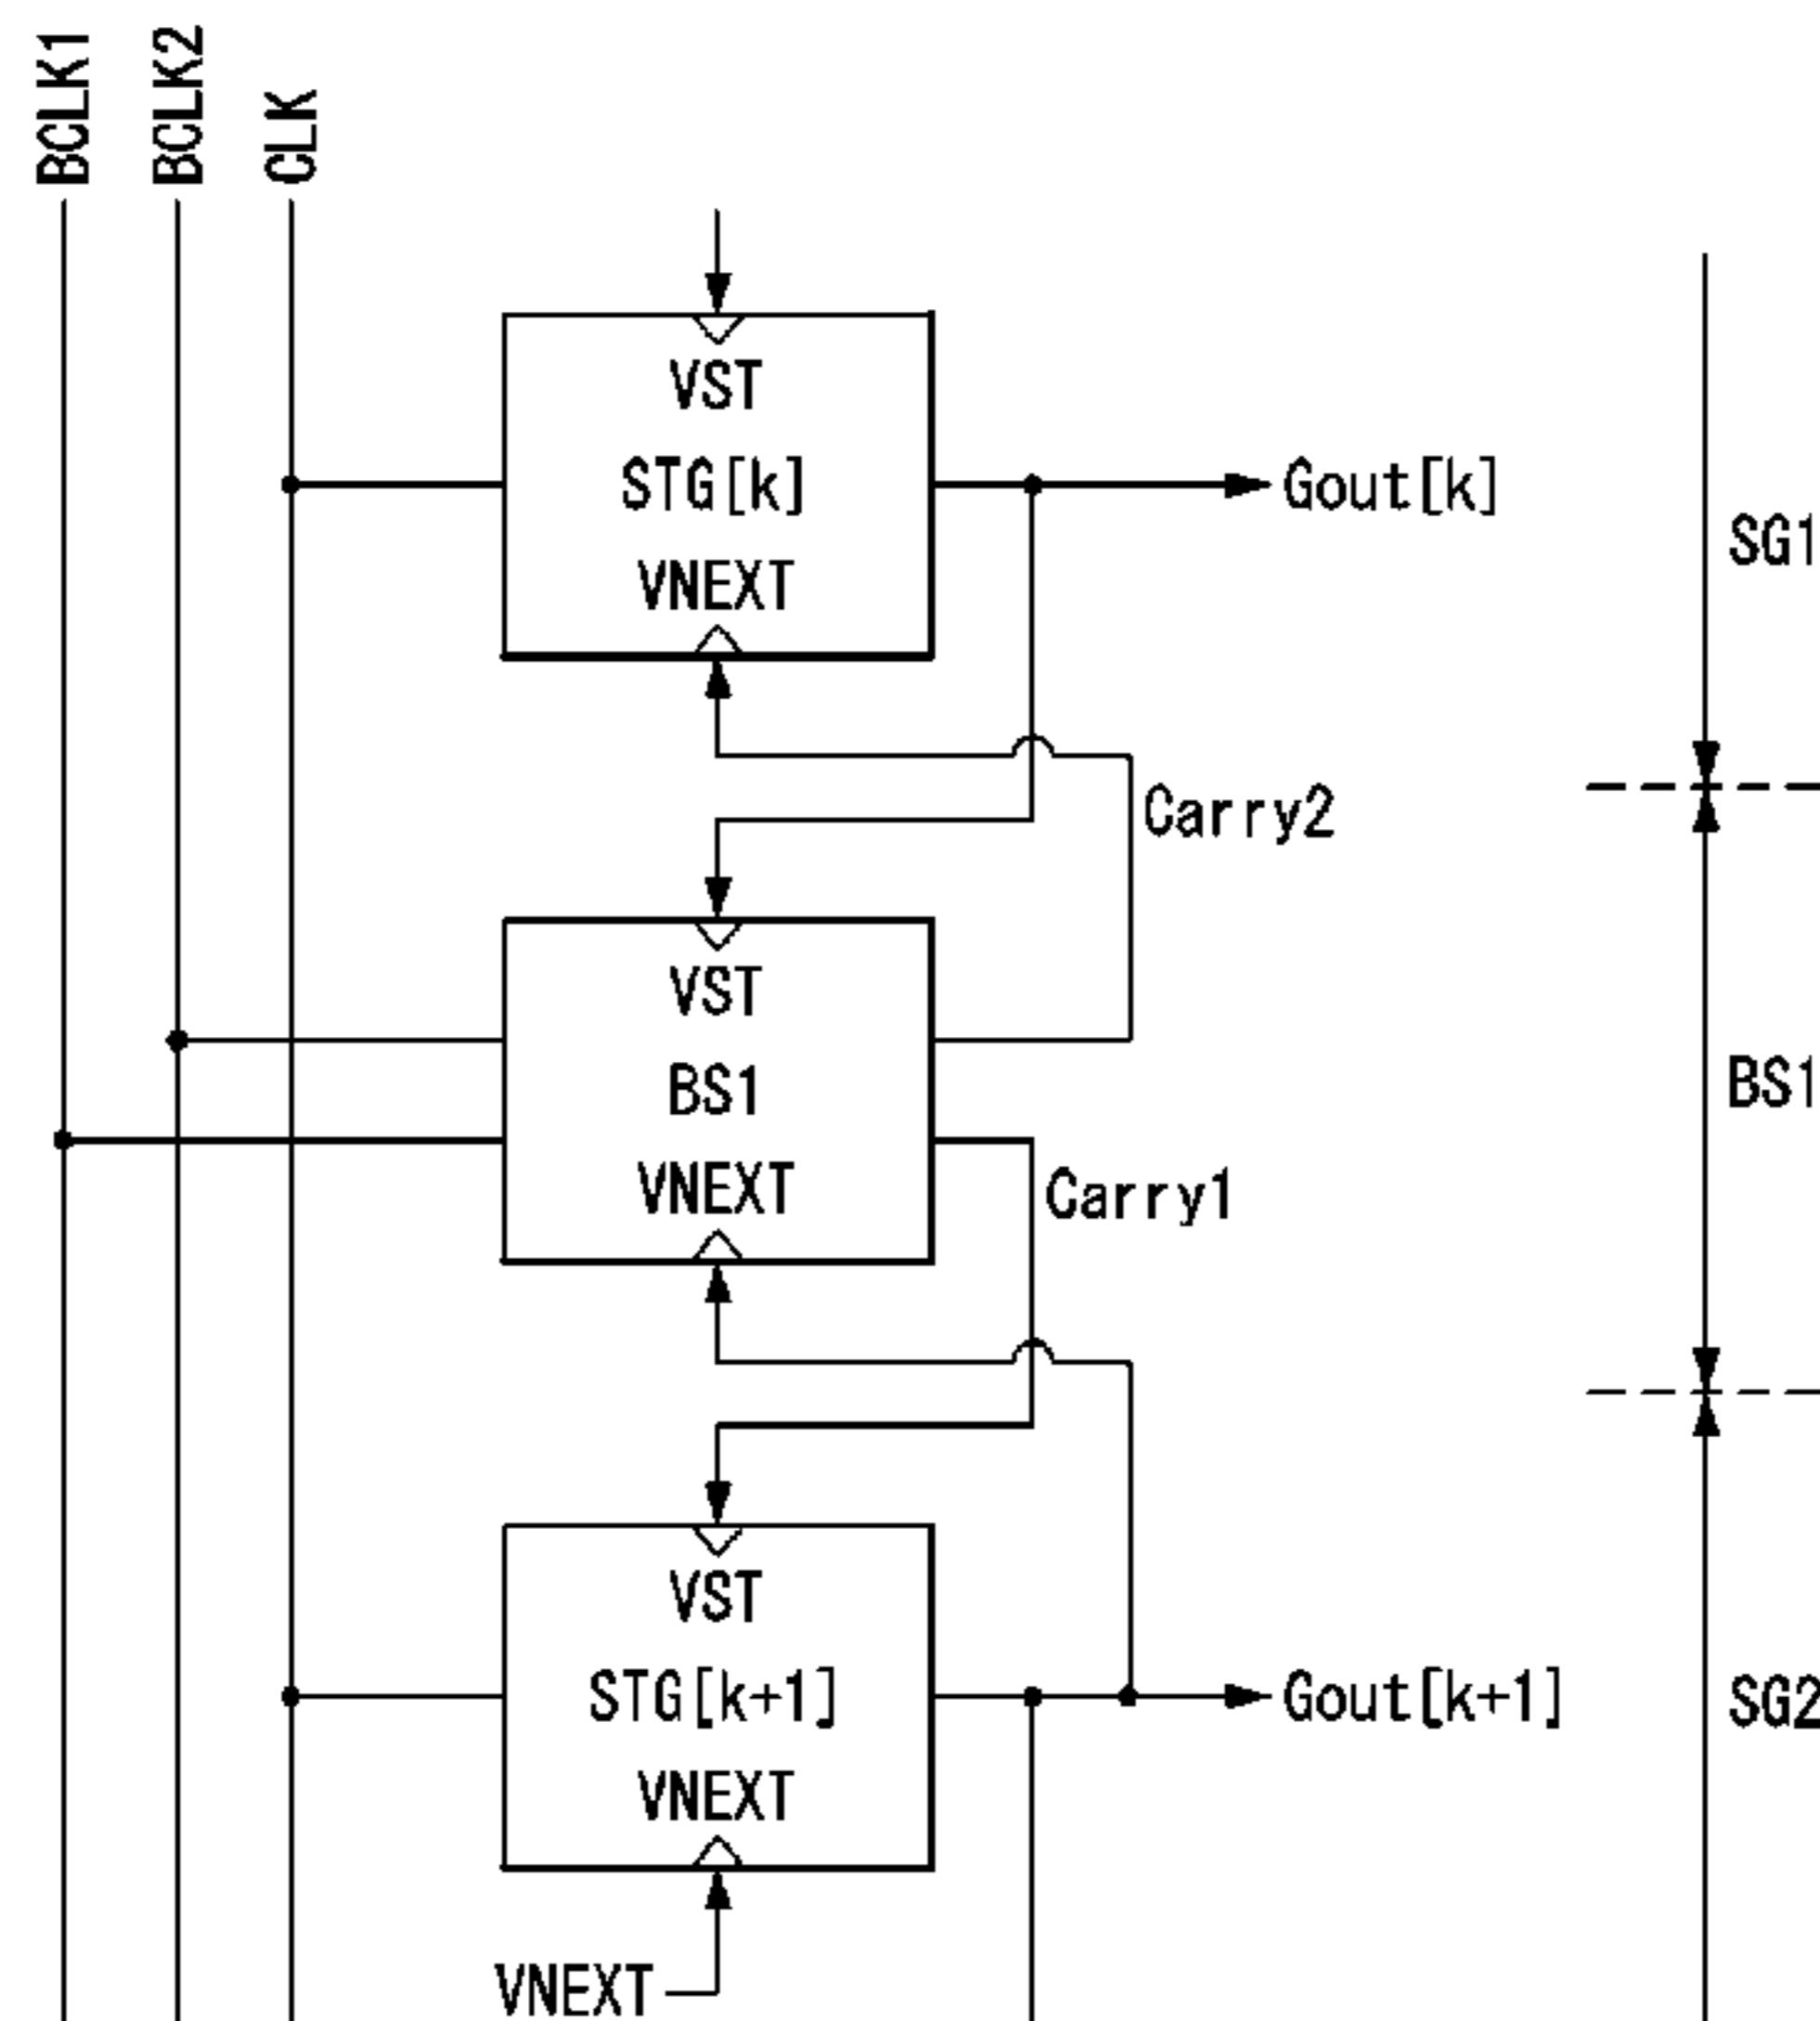 BCLK1
BCLK2
CLK
VST
STG[k]
VNEXT
Gout[k]
SG1
Carry2
VST
BS1
VNEXT
BS1
Carry1
VST
STG[k+1]
VNEXT
Gout[k+1]
SG2
VNEXT